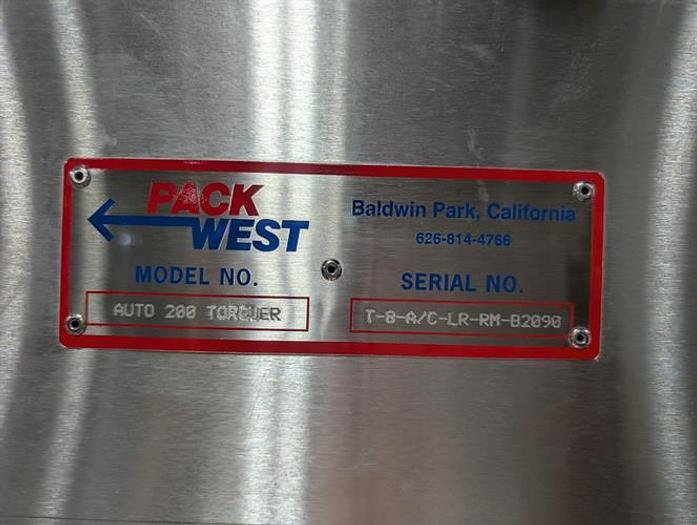 PACK
WEST
Baldwin Park, California
626-814-4766
MODEL NO.
AUTO 200 TORQUER
SERIAL NO.
T-8-A/C-LR-RM-B2090